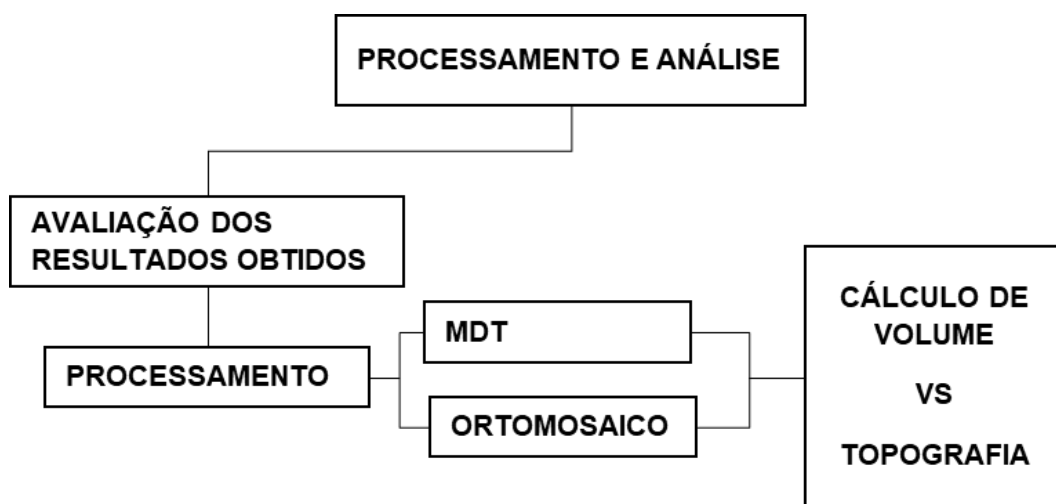 PROCESSAMENTO E ANÁLISE
AVALIAÇÃO DOS
RESULTADOS OBTIDOS
PROCESSAMENTO
MDT
ORTOMOSAICO
CÁLCULO DE
VOLUME
VS
TOPOGRAFIA